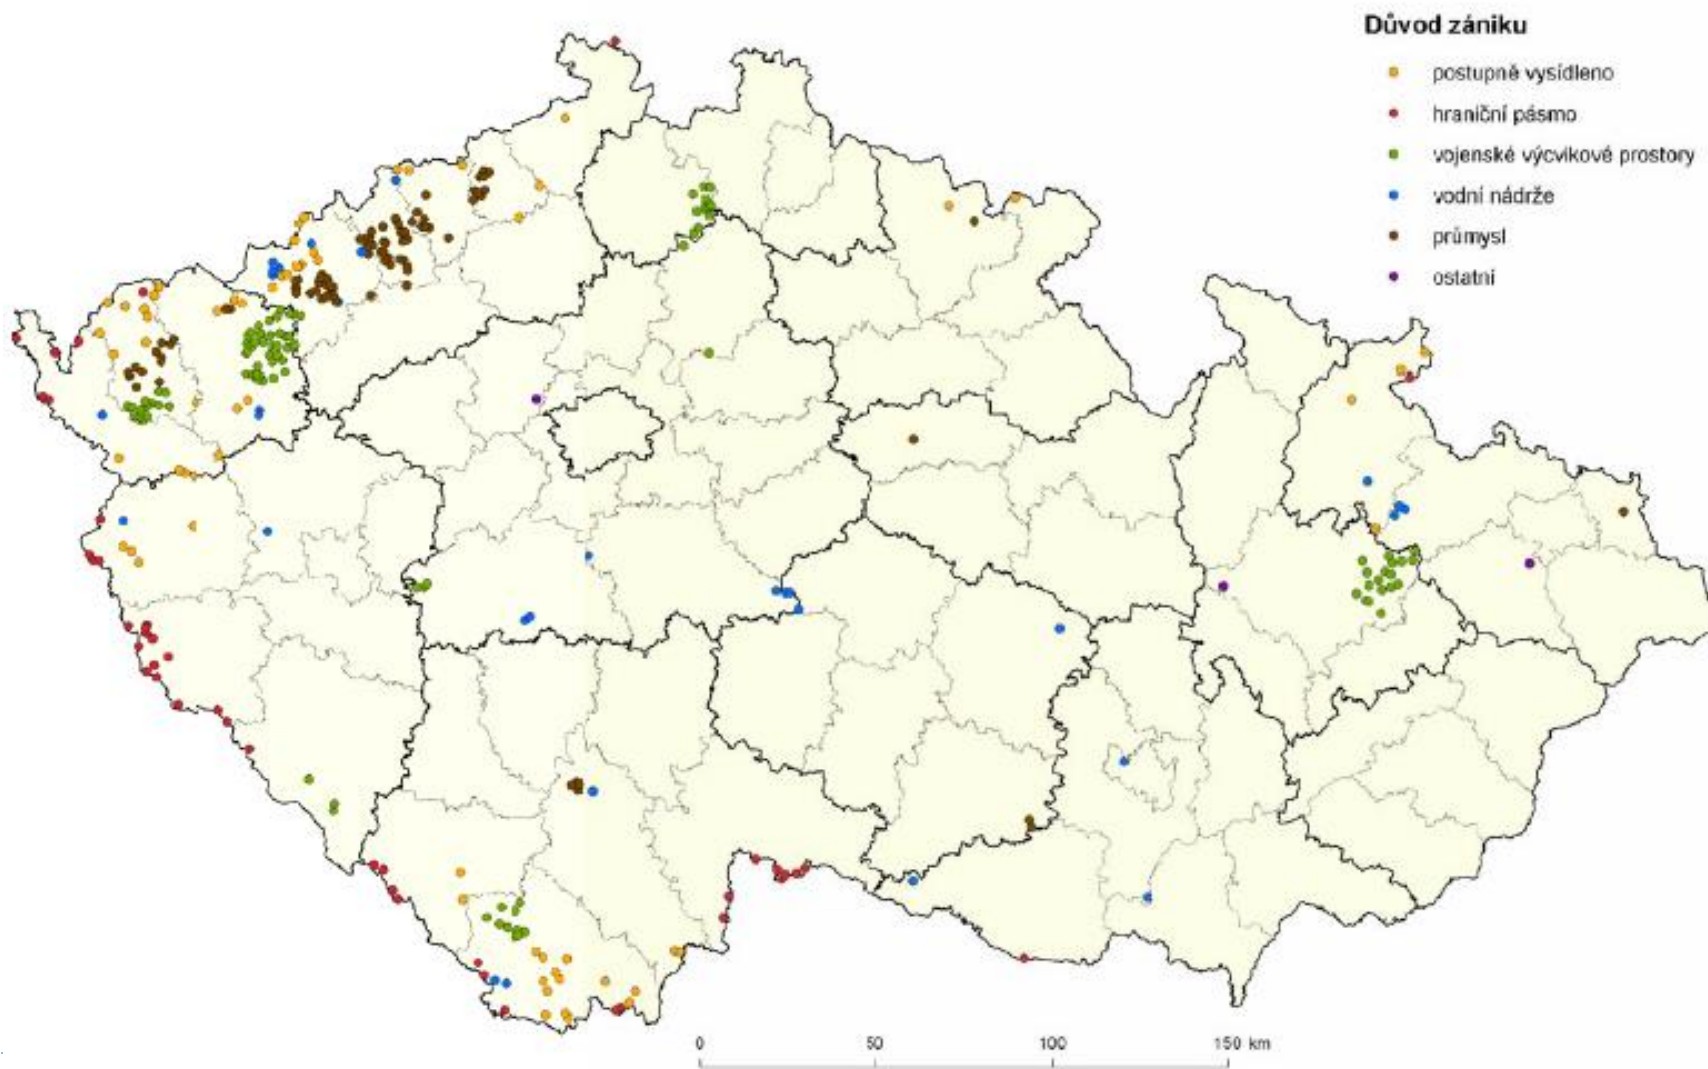 Důvod zániku
postupně vysídleno
hraniční pásmo
vojenské výcvikové prostory
vodní nádrže
průmysl
ostatní
0 50 100 150 km